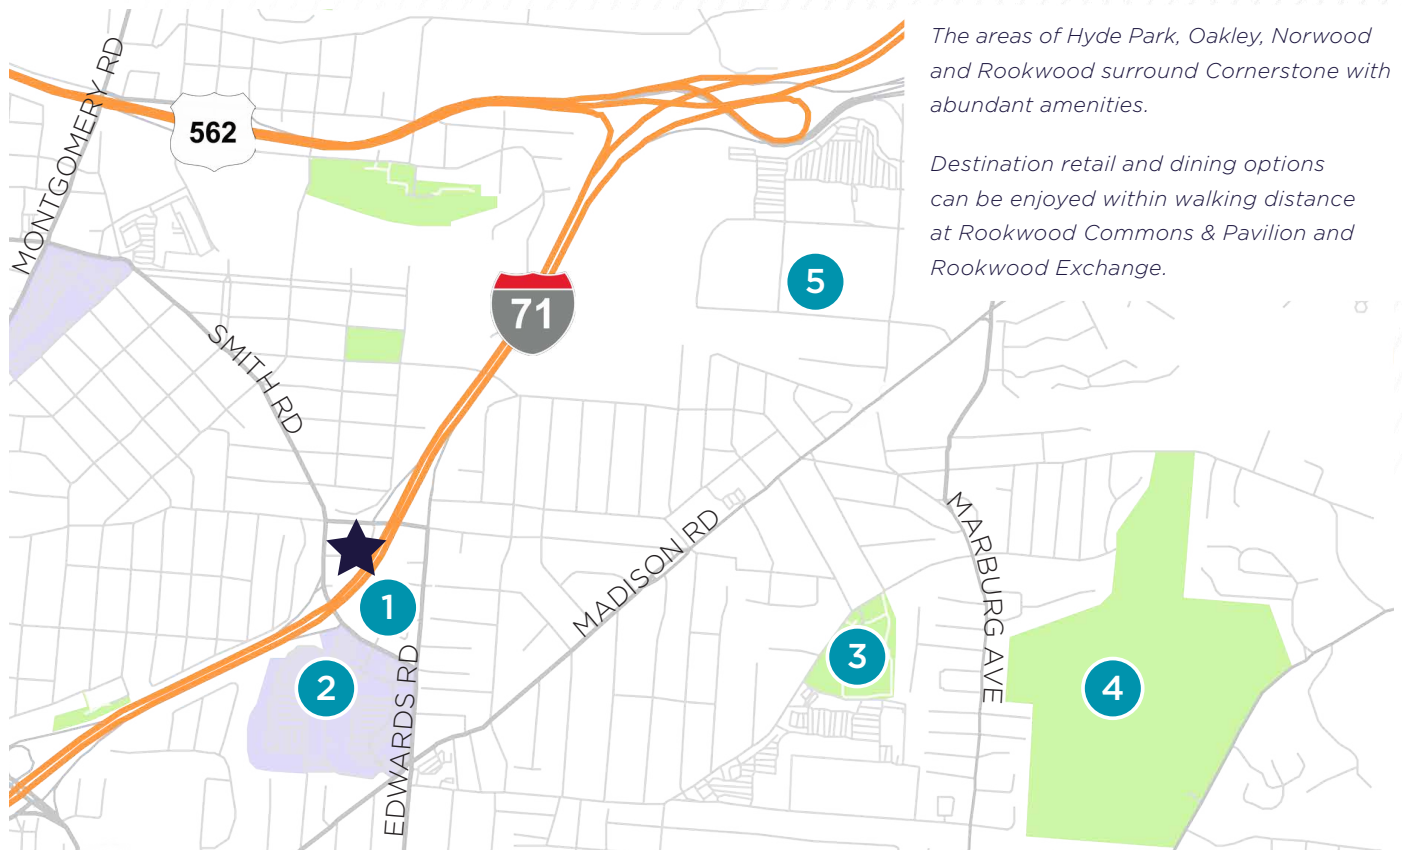 The areas of Hyde Park, Oakley, Norwood
and Rookwood surround Cornerstone with
abundant amenities.
Destination retail and dining options
can be enjoyed within walking distance
at Rookwood Commons & Pavilion and
Rookwood Exchange.
MONTGOMERY RD
562
71
5
SMITH RD
MADISON RD
MARBURG AVE
1
2
3
4
EDWARDS RD